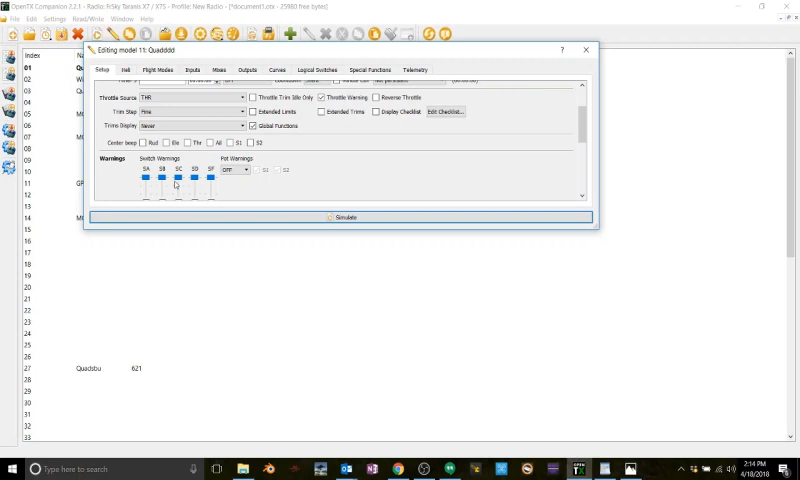 OpenTX Companion 2.2.1 - Radio: FrSky Taranis X7 / X7S - Profile: New Radio - [*document1.otx - 25980 free bytes]
File Edit Settings Read/Write Window Help
Index
Editing model 11: Quadddd
?
Setup Heli Flight Modes Inputs Mixes Outputs Curves Logical Switches Special Functions Telemetry
Throttle Source THR Throttle Trim Idle Only Throttle Warning Reverse Throttle
Trim Step Fine Extended Limits Extended Trims Display Checklist Edit Checklist...
Trims Display Never Global Functions
Center beep Rud Ele Thr Ail S1 S2
Warnings Switch Warnings Pot Warnings
SA SB SC SD SF OFF S1 S2
Simulate
01
02
03
04
05
06
07
08
09
10
11
12
13
14
15
16
17
18
19
20
21
22
23
24
25
26
27 Quadsbu 621
28
29
30
31
32
33
Type here to search
2:14 PM
4/18/2018